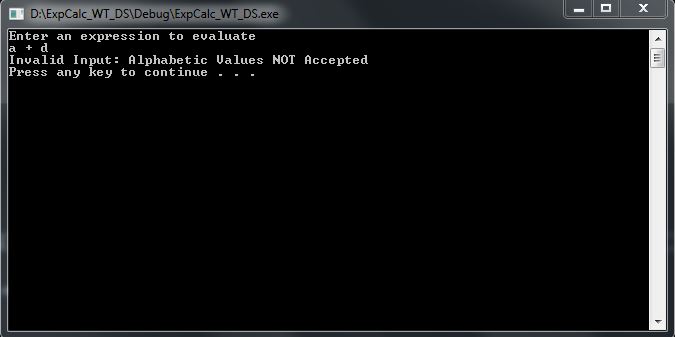 D:\ExpCalc_WT_DS\Debug\ExpCalc_WT_DS.exe
Enter an expression to evaluate
a + d
Invalid Input: Alphabetic Values NOT Accepted
Press any key to continue . . .